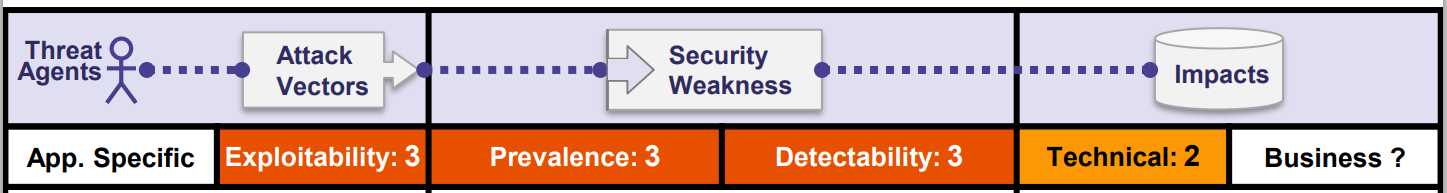 Threat
Agents
Attack
Vectors
Security
Weakness
Impacts
App. Specific
Exploitability: 3
Prevalence: 3
Detectability: 3
Technical: 2
Business ?